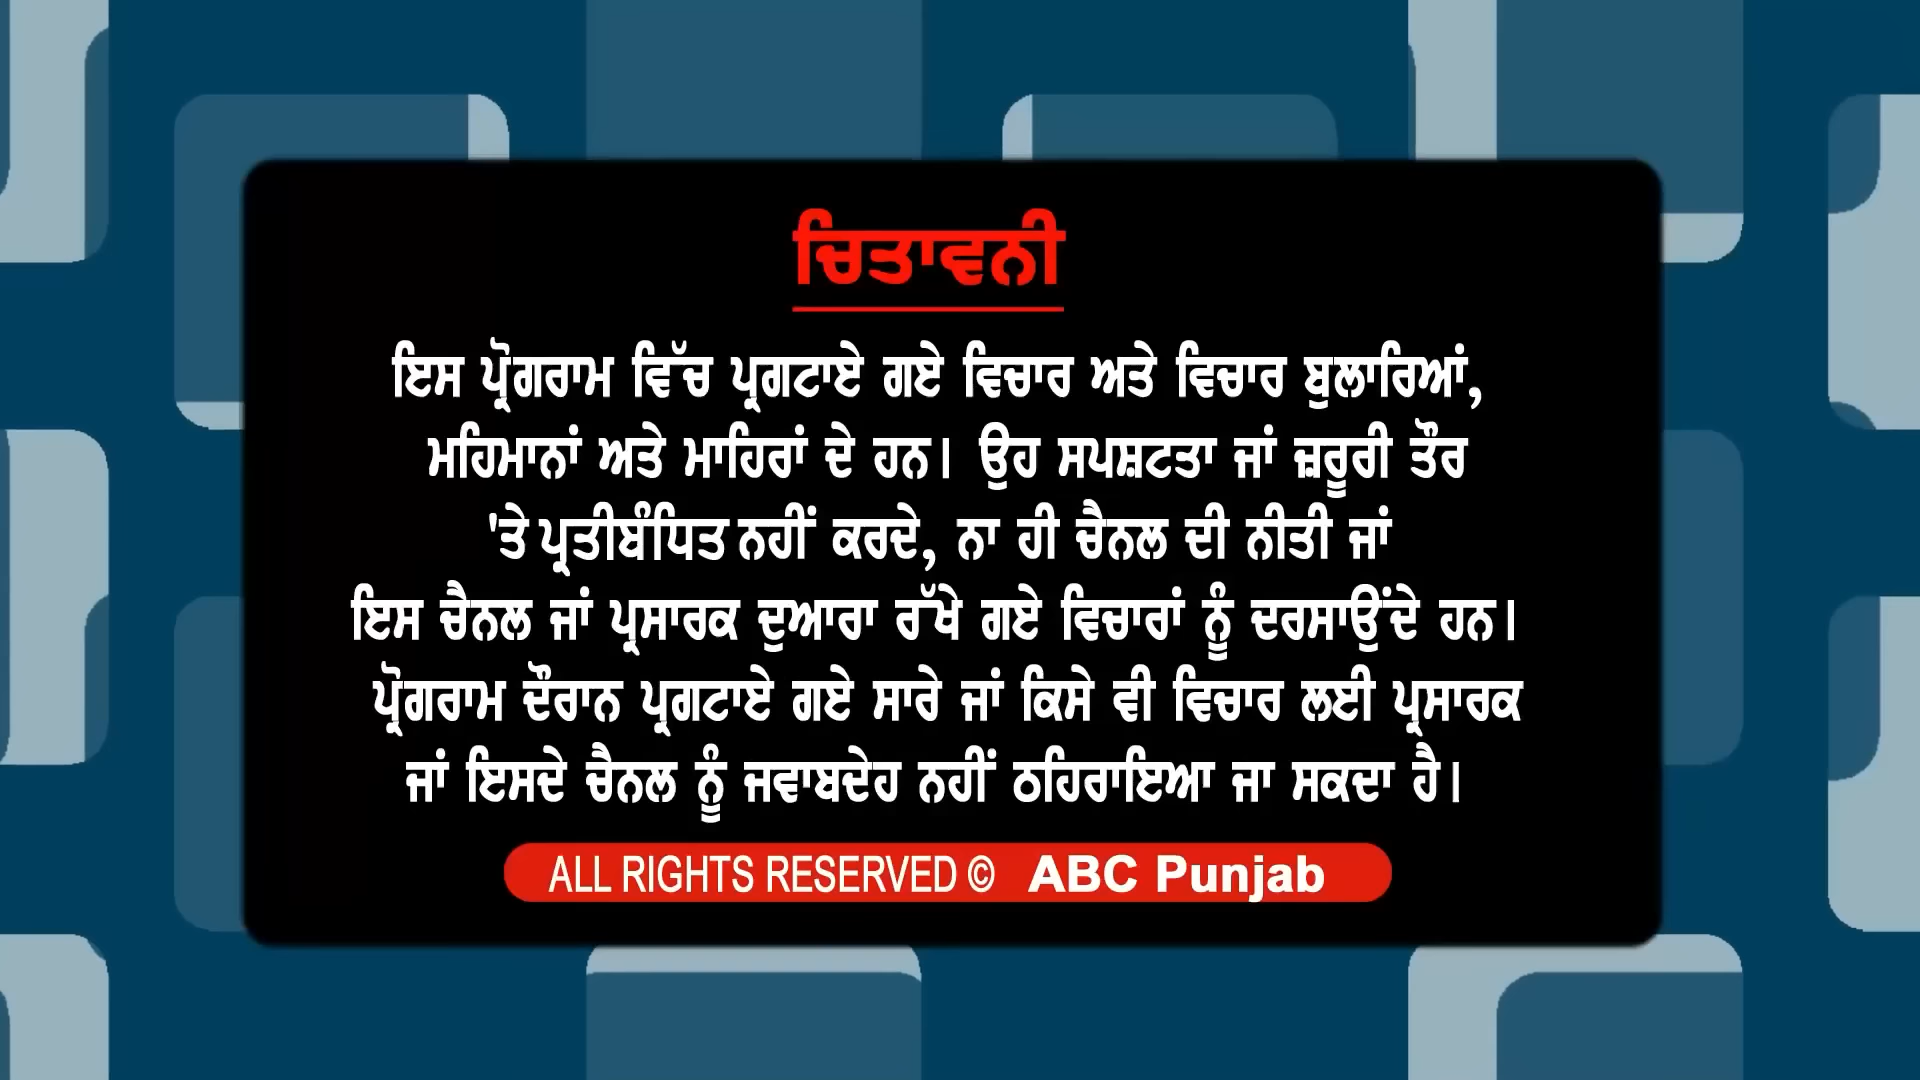 ਚਿਤਾਵਨੀ
ਇਸ ਪ੍ਰੋਗਰਾਮ ਵਿੱਚ ਪ੍ਰਗਟਾਏ ਗਏ ਵਿਚਾਰ ਅਤੇ ਵਿਚਾਰ ਬੁਲਾਰਿਆਂ,
ਮਹਿਮਾਨਾਂ ਅਤੇ ਮਾਹਿਰਾਂ ਦੇ ਹਨ। ਉਹ ਸਪਸ਼ਟਤਾ ਜਾਂ ਜ਼ਰੂਰੀ ਤੌਰ
'ਤੇ ਪ੍ਰਤੀਬੰਧਿਤ ਨਹੀਂ ਕਰਦੇ, ਨਾ ਹੀ ਚੈਨਲ ਦੀ ਨੀਤੀ ਜਾਂ
ਇਸ ਚੈਨਲ ਜਾਂ ਪ੍ਰਸਾਰਕ ਦੁਆਰਾ ਰੱਖੇ ਗਏ ਵਿਚਾਰਾਂ ਨੂੰ ਦਰਸਾਉਂਦੇ ਹਨ।
ਪ੍ਰੋਗਰਾਮ ਦੌਰਾਨ ਪ੍ਰਗਟਾਏ ਗਏ ਸਾਰੇ ਜਾਂ ਕਿਸੇ ਵੀ ਵਿਚਾਰ ਲਈ ਪ੍ਰਸਾਰਕ
ਜਾਂ ਇਸਦੇ ਚੈਨਲ ਨੂੰ ਜਵਾਬਦੇਹ ਨਹੀਂ ਠਹਿਰਾਇਆ ਜਾ ਸਕਦਾ ਹੈ।
ALL RIGHTS RESERVED © ABC Punjab